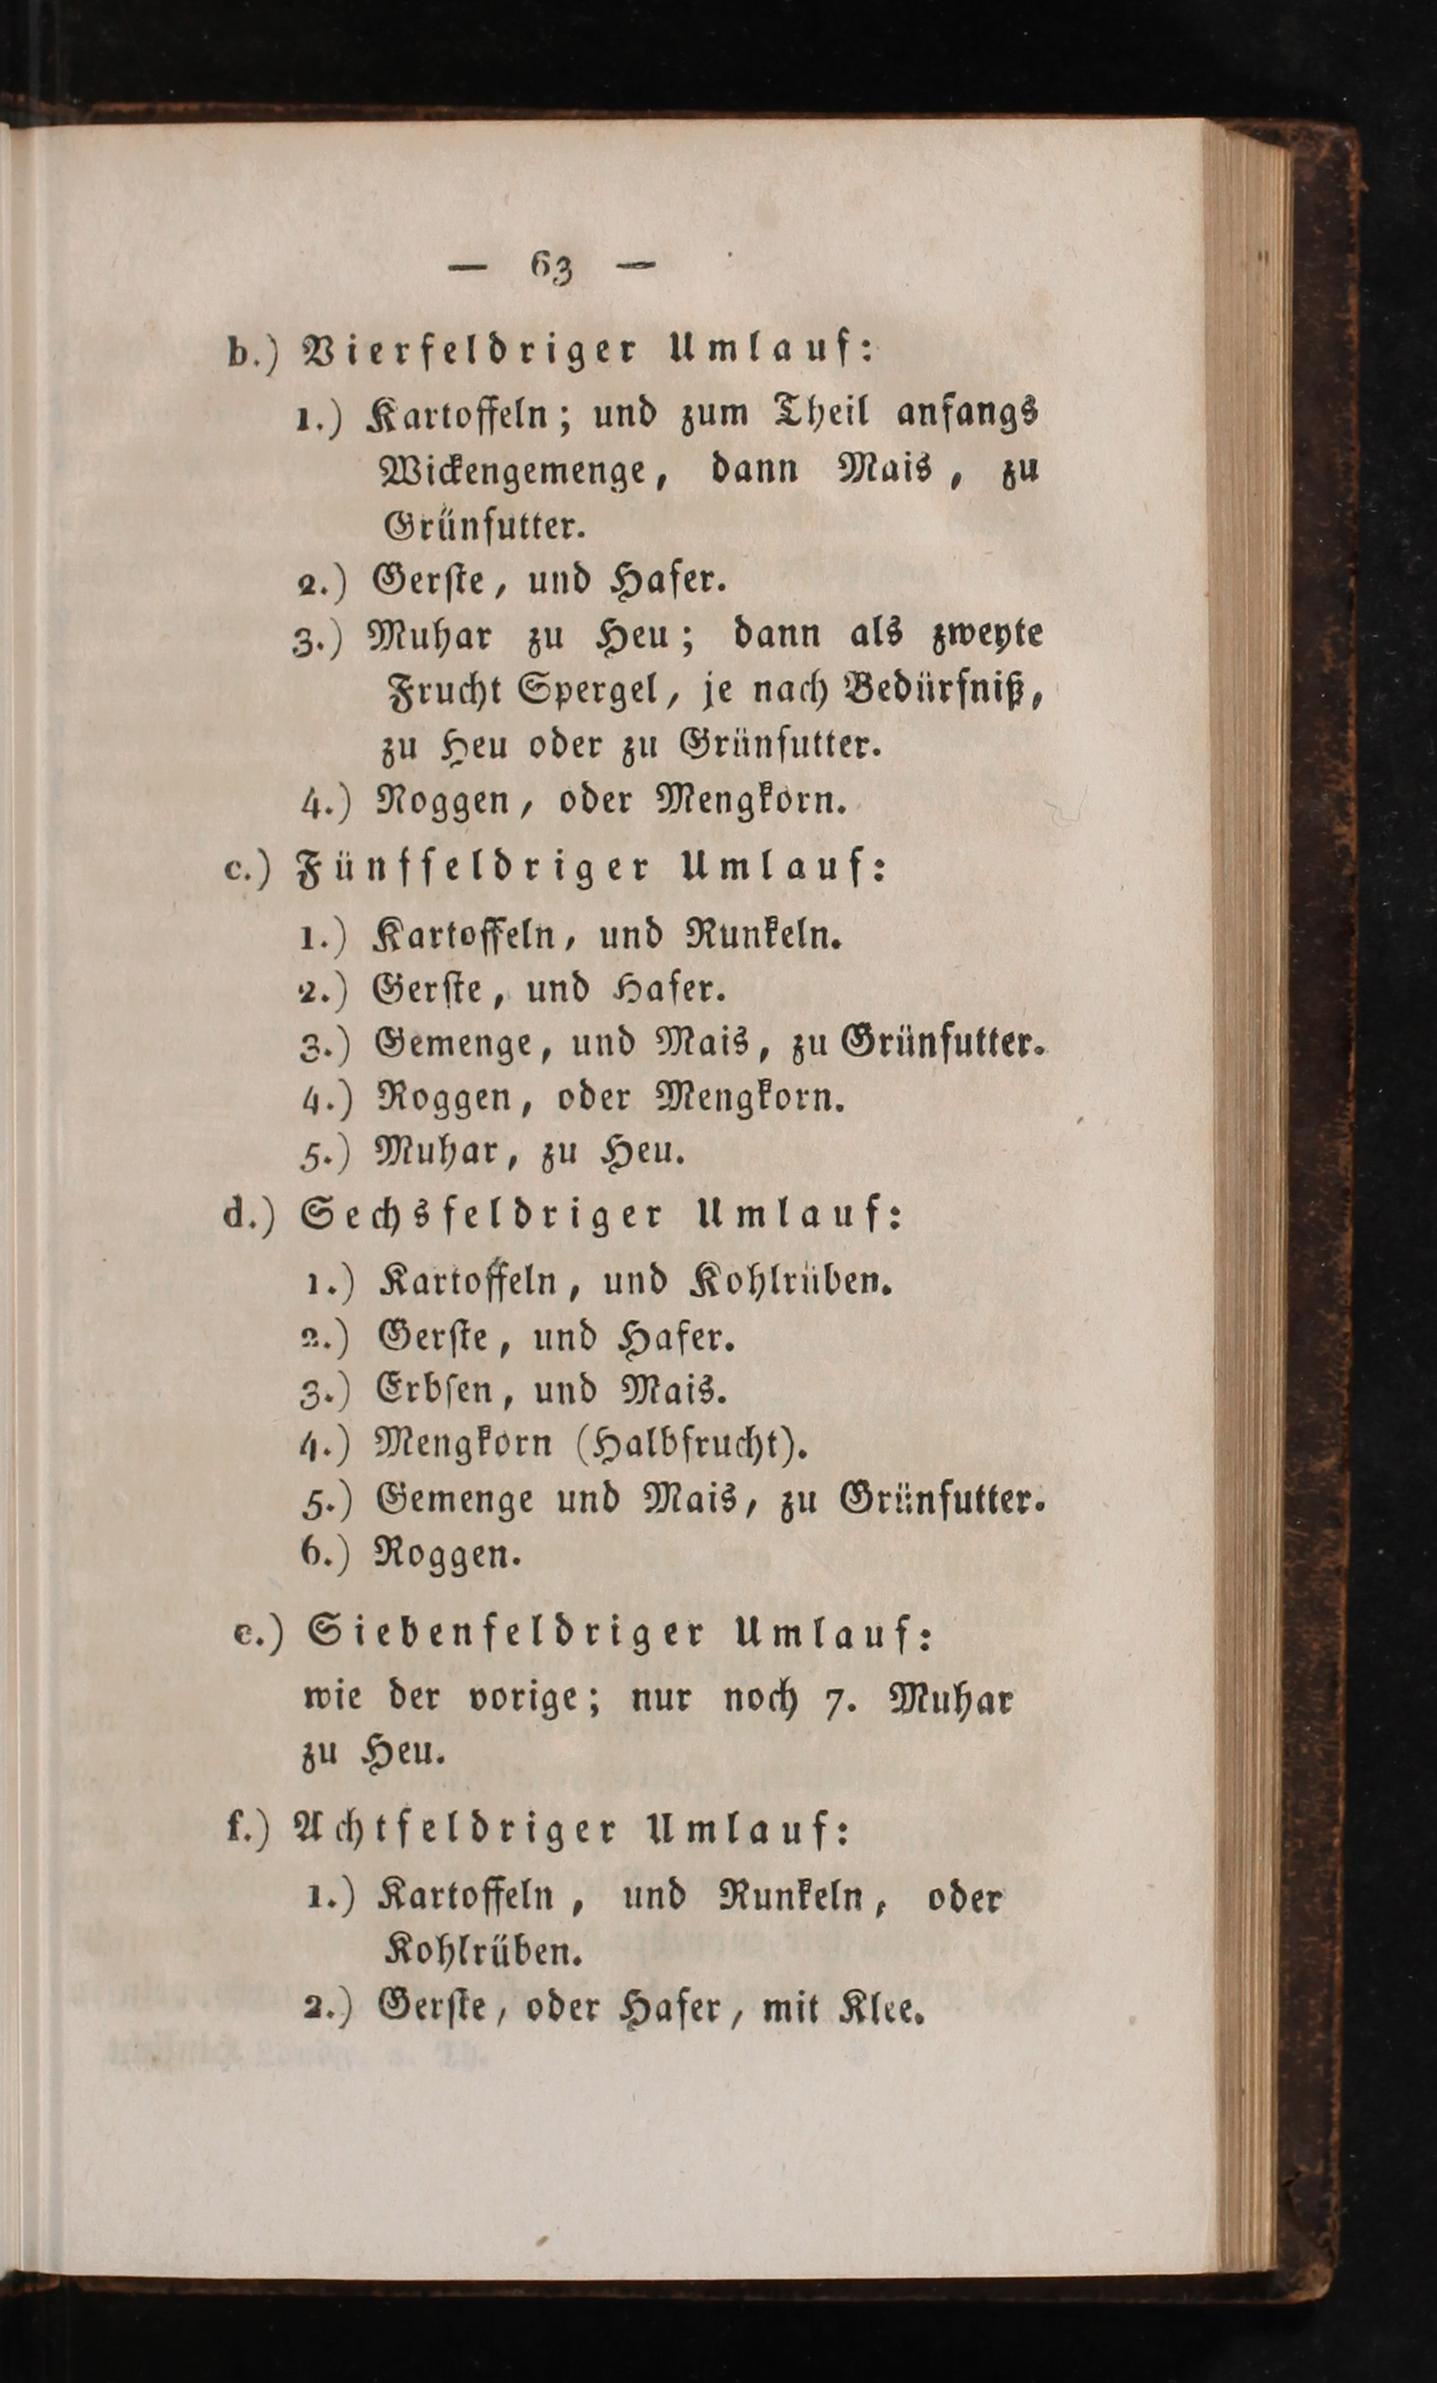 — 63 —
b.) Vierfeldriger Umlauf:
1.) Kartoffeln; und zum Theil anfangs
Wickengemenge, dann Mais, zu
Grünfutter.
2.) Gerſte, und Hafer.
3.) Muhar zu Heu; dann als zweyte
Frucht Spergel, je nach Bedürfniß,
zu Heu oder zu Grünfutter.
4.) Roggen, oder Mengkorn.
c.) Fünffeldriger Umlauf:
1.) Kartoffeln, und Runkeln.
2.) Gerſte, und Hafer.
3.) Gemenge, und Mais, zu Grünfutter.
4.) Roggen, oder Mengkorn.
5.) Muhar, zu Heu.
d.) Sechsfeldriger Umlauf:
1.) Kartoffeln, und Kohlrüben.
2.) Gerſte, und Hafer.
3.) Erbſen, und Mais.
4.) Mengkorn (Halbfrucht).
5.) Gemenge und Mais, zu Grünfutter.
6.) Roggen.
e.) Siebenfeldriger Umlauf:
wie der vorige; nur noch 7. Muhar
zu Heu.
f.) Achtfeldriger Umlauf:
1.) Kartoffeln, und Runkeln, oder
Kohlrüben.
2.) Gerſte, oder Hafer, mit Klee.